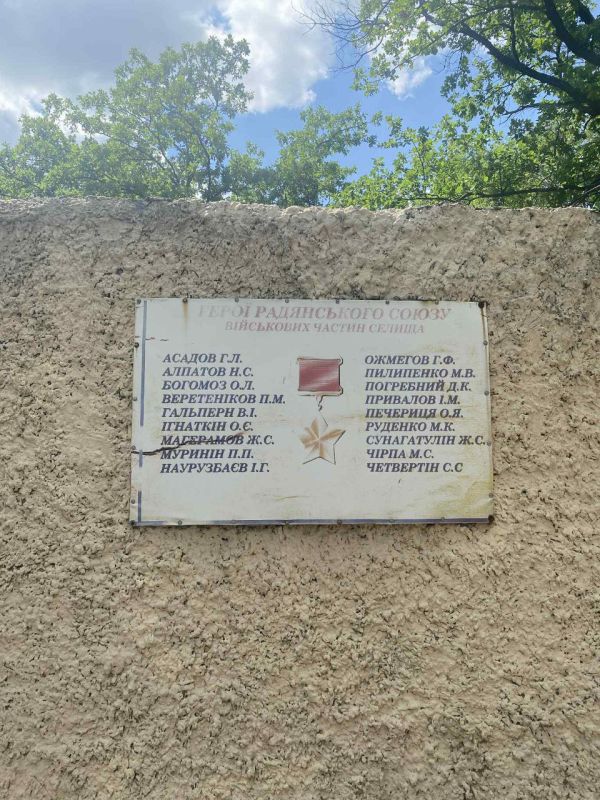 ГЕРОЇ РАДЯНСЬКОГО СОЮЗУ
ВІЙСЬКОВИХ ЧАСТИН СЕЛИЩА
АСАДОВ Г.Л.
АЛПАТОВ Н.С.
БОГОМОЗ О.Л.
ВЕРЕТЕНІКОВ П.М.
ГАЛЬПЕРН В.І.
ІГНАТКІН О.Є.
МАГЕРАМОВ Ж.С.
МУРИНІН П.П.
НАУРУЗБАЄВ І.Г.
ОЖМЕГОВ Г.Ф.
ПИЛИПЕНКО М.В.
ПОГРЕБНИЙ Д.К.
ПРИВАЛОВ І.М.
ПЕЧЕРИЦЯ О.Я.
РУДЕНКО М.К.
СУНАГАТУЛІН Ж.С.
ЧІРПА М.С.
ЧЕТВЕРТІН С.С